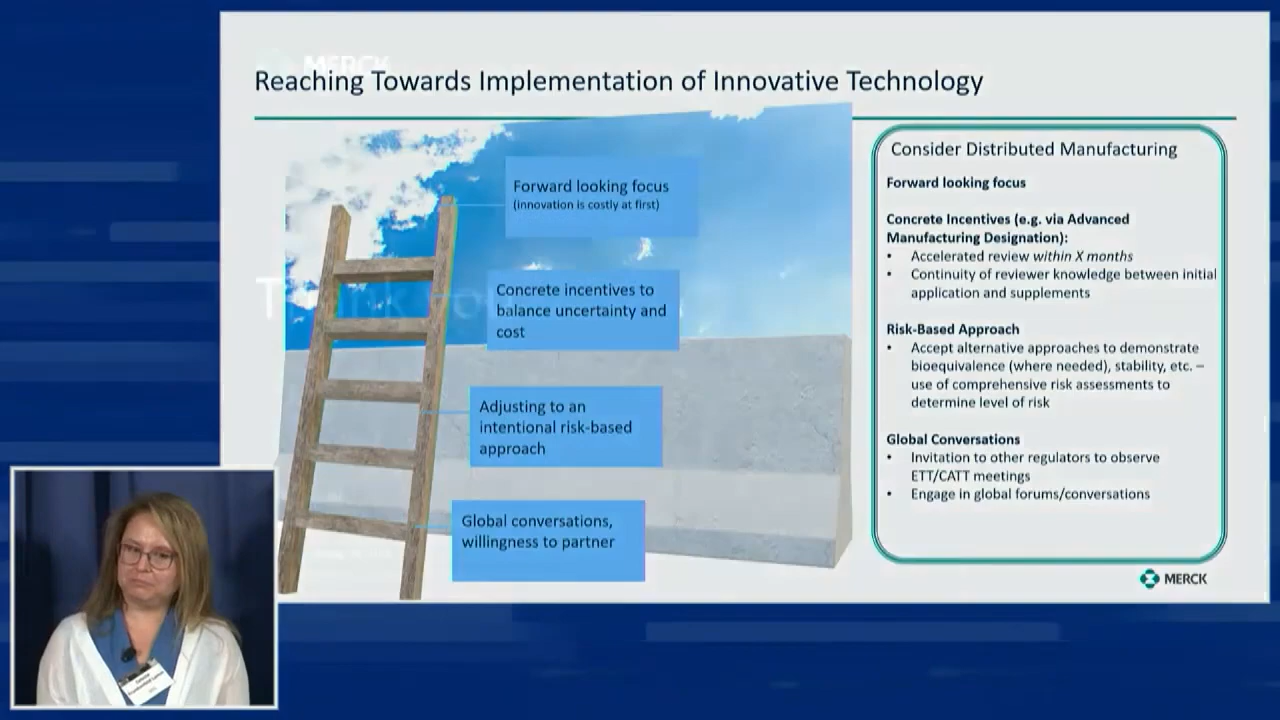 MERCK
Reaching Towards Implementation of Innovative Technology
Forward looking focus
(innovation is costly at first)
Concrete incentives to
balance uncertainty and
cost
Adjusting to an
intentional risk-based
approach
Global conversations,
willingness to partner
Consider Distributed Manufacturing
Forward looking focus
Concrete Incentives (e.g. via Advanced
Manufacturing Designation):
• Accelerated review within X months
• Continuity of reviewer knowledge between initial
application and supplements
Risk-Based Approach
• Accept alternative approaches to demonstrate
bioequivalence (where needed), stability, etc. –
use of comprehensive risk assessments to
determine level of risk
Global Conversations
• Invitation to other regulators to observe
ETT/CATT meetings
• Engage in global forums/conversations
MERCK